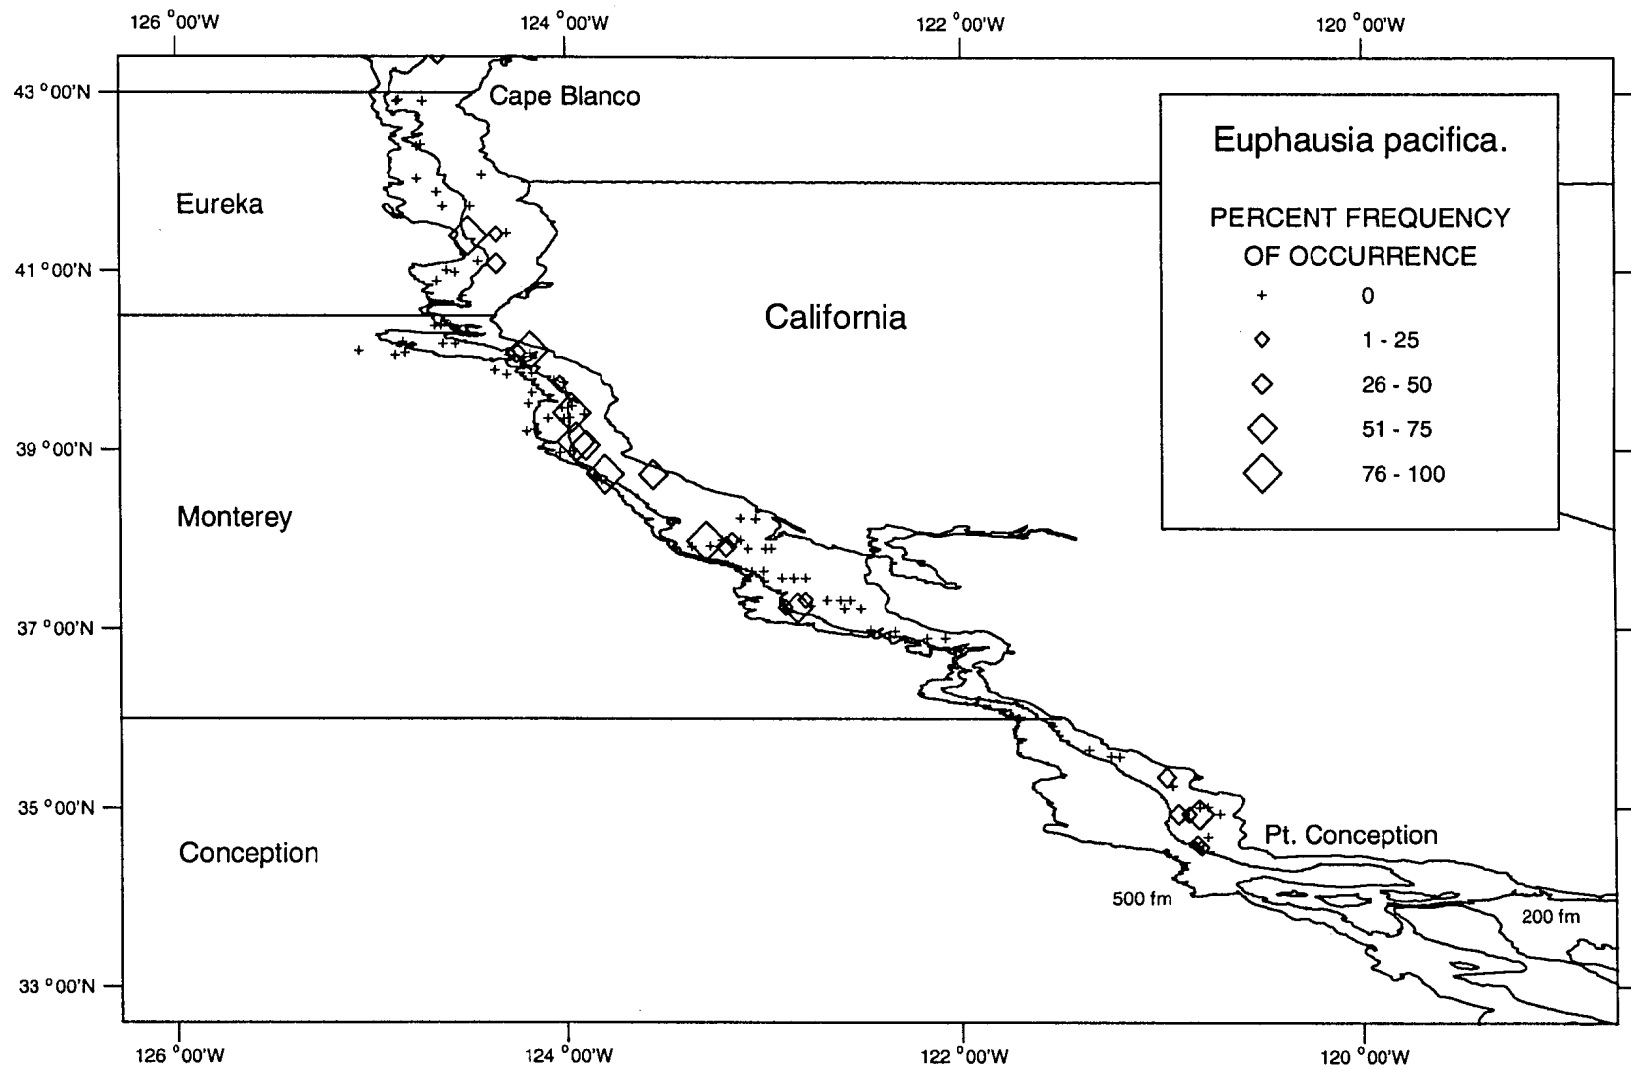 126 °00'W
124 °00'W
122 °00'W
120 °00'W
43 °00'N
Cape Blanco
Euphausia pacifica.
Eureka
PERCENT FREQUENCY
OF OCCURRENCE
41 °00'N
0
California
1 - 25
26 - 50
51 - 75
39 °00'N
76 - 100
Monterey
37 °00'N
35 °00'N
Pt. Conception
Conception
500 fm
200 fm
33 °00'N
126 °00'W
124 °00'W
122 °00'W
120 °00'W